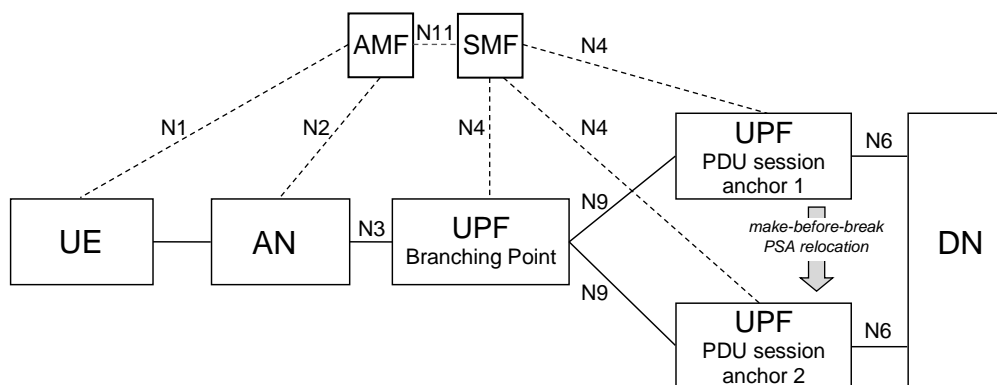 N11
AMF
SMF
N4
N1
N2
N4
N4
UPF
PDU session
anchor 1
N6
N9
UE
AN
N3
UPF
Branching Point
make-before-break
PSA relocation
DN
N9
UPF
PDU session
anchor 2
N6